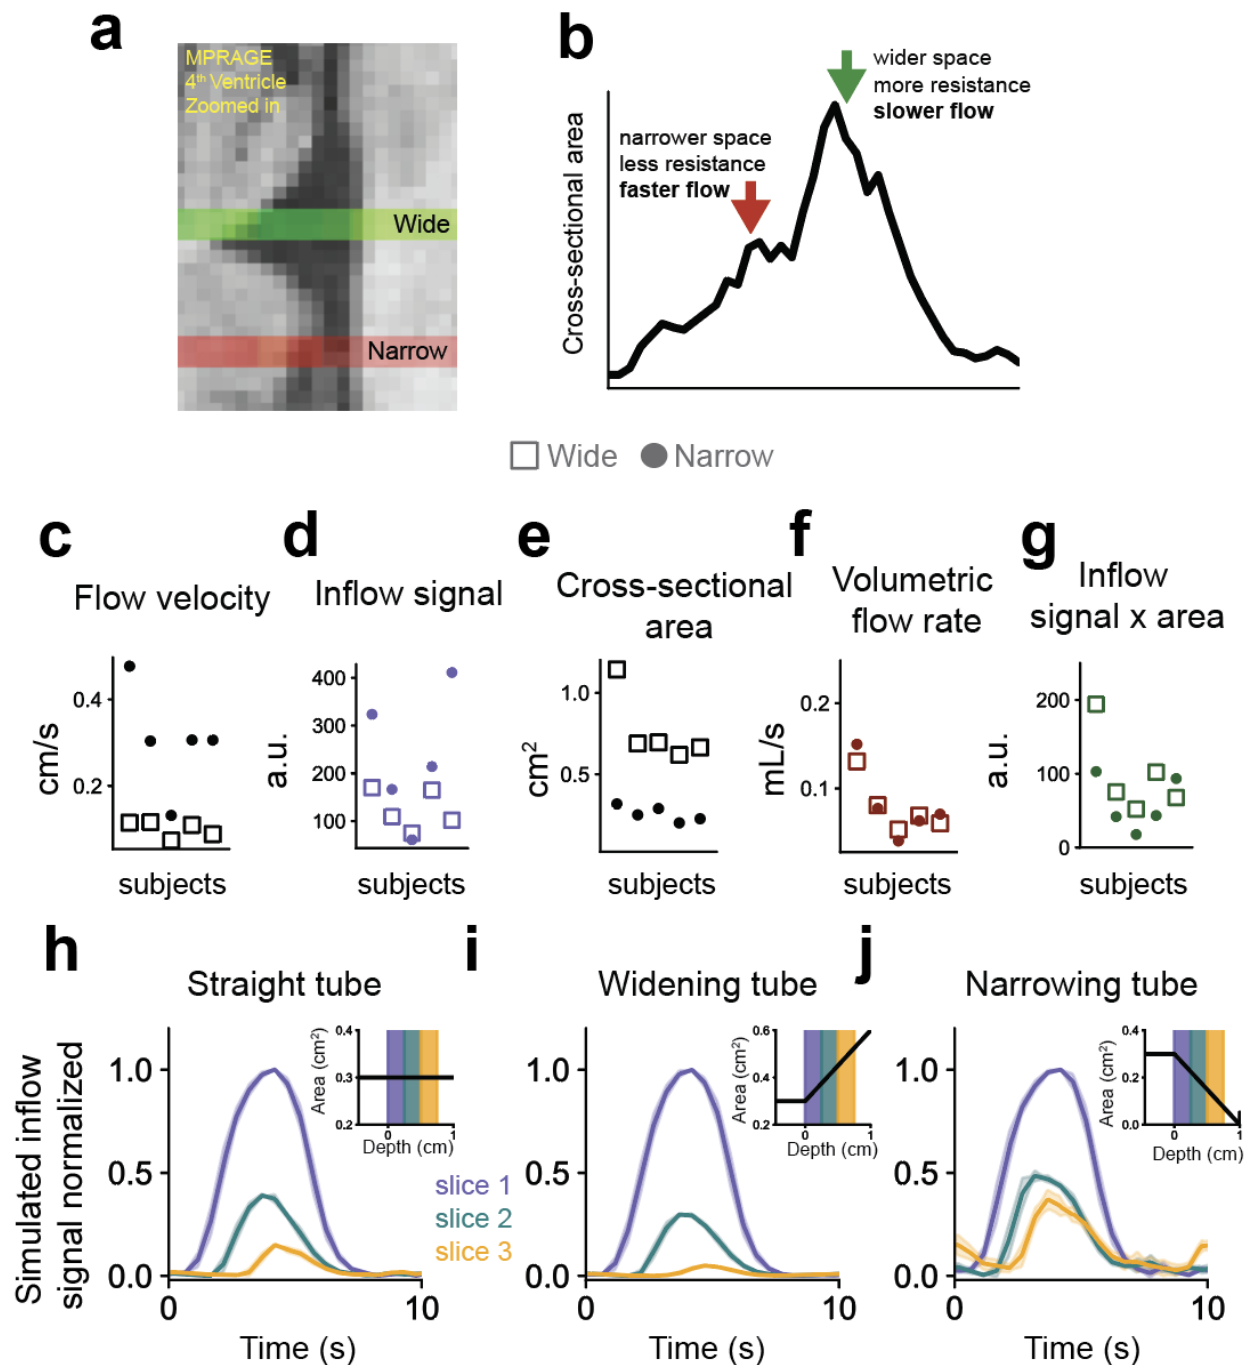 a
MPRAGE
4th Ventricle
Zoomed in
Wide
Narrow
b
Cross-sectional area
narrower space
less resistance
faster flow
wider space
more resistance
slower flow
Wide
Narrow
c
Flow velocity
cm/s
0.4
0.2
subjects
d
Inflow signal
a.u.
400
300
200
100
subjects
e
Cross-sectional
area
cm2
1.0
0.5
subjects
f
Volumetric
flow rate
mL/s
0.2
0.1
subjects
g
Inflow
signal x area
a.u.
200
100
0
subjects
h
Straight tube
Simulated inflow
signal normalized
1.0
0.5
0.0
0
10
Time (s)
Area (cm2)
0.4
0.3
0.2
0
1
Depth (cm)
slice 1
slice 2
slice 3
i
Widening tube
1.0
0.5
0.0
0
10
Time (s)
Area (cm2)
0.6
0.4
0.2
0
1
Depth (cm)
j
Narrowing tube
1.0
0.5
0.0
0
10
Time (s)
Area (cm2)
0.4
0.2
0.0
0
1
Depth (cm)